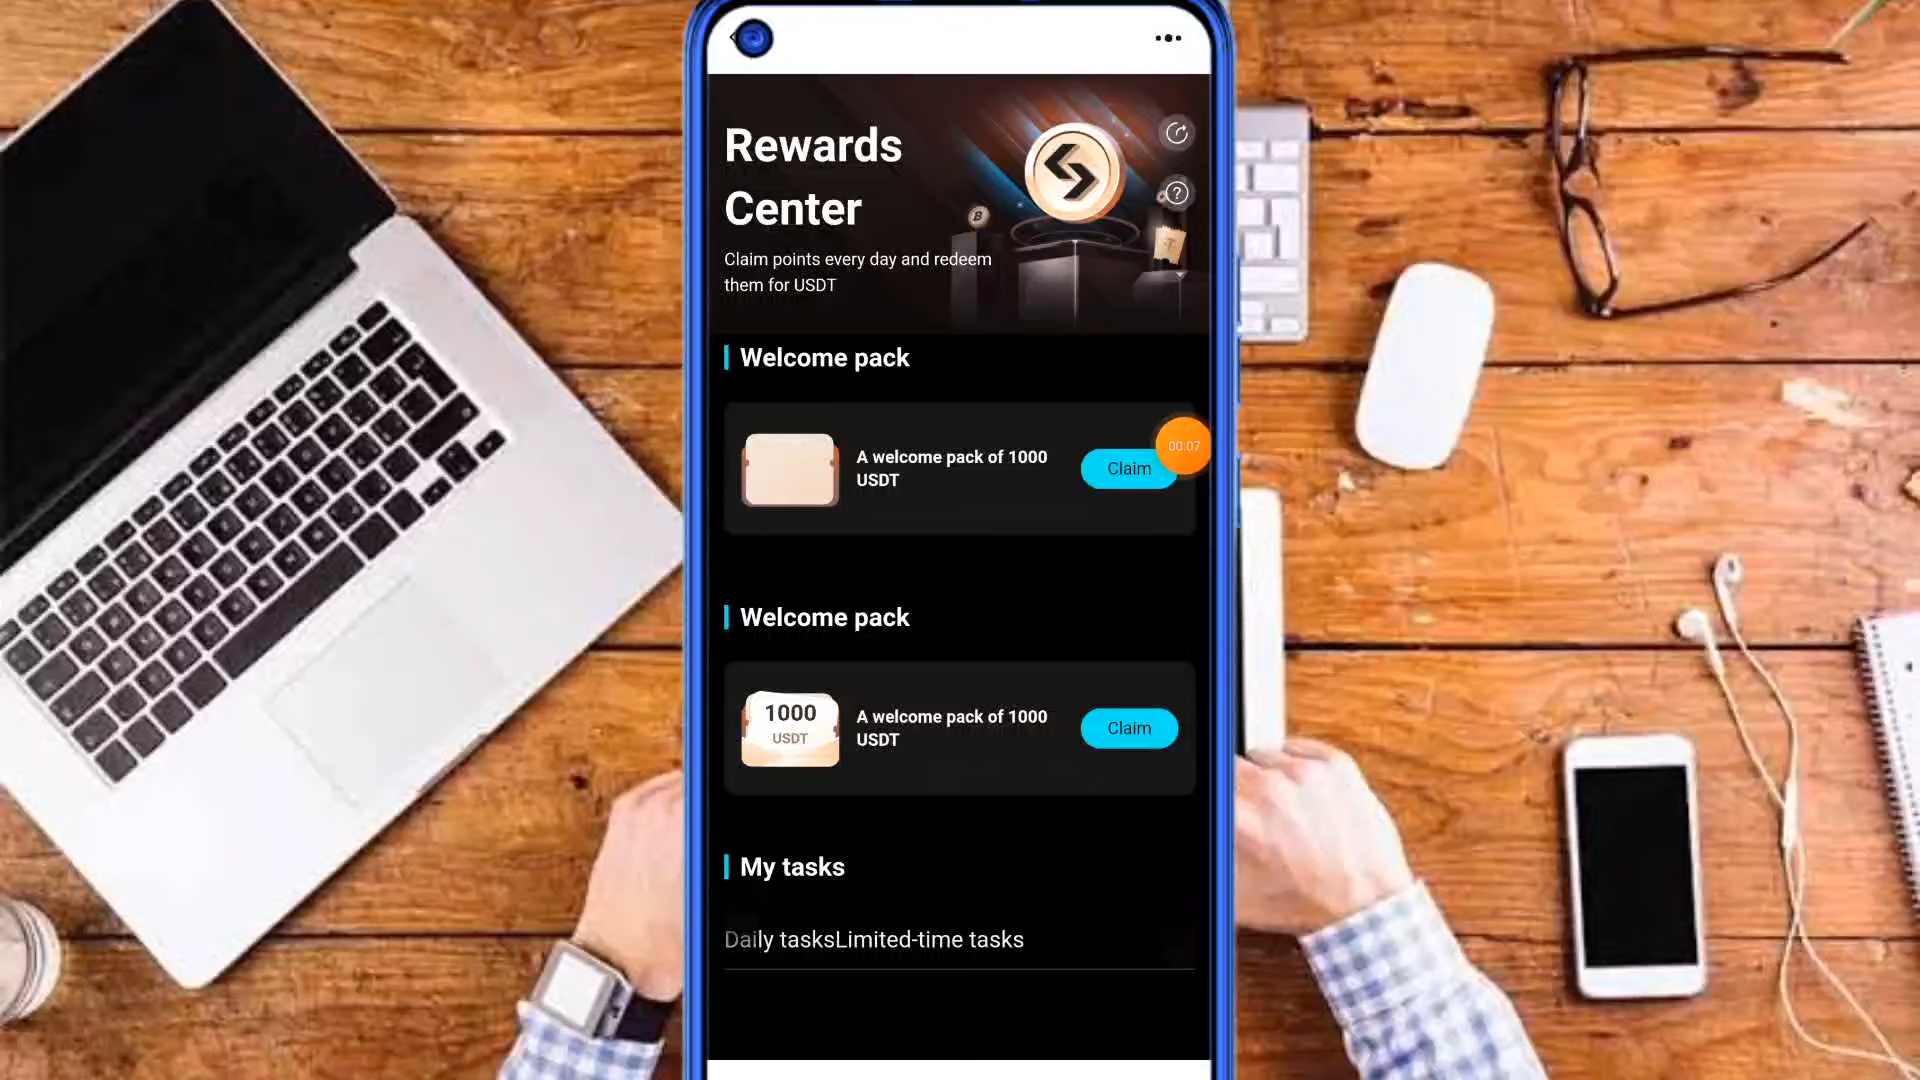 Rewards
Center
Claim points every day and redeem
them for USDT
Welcome pack
A welcome pack of 1000
USDT
Claim
00:07
Welcome pack
1000
USDT
A welcome pack of 1000
USDT
Claim
My tasks
Daily tasksLimited-time tasks